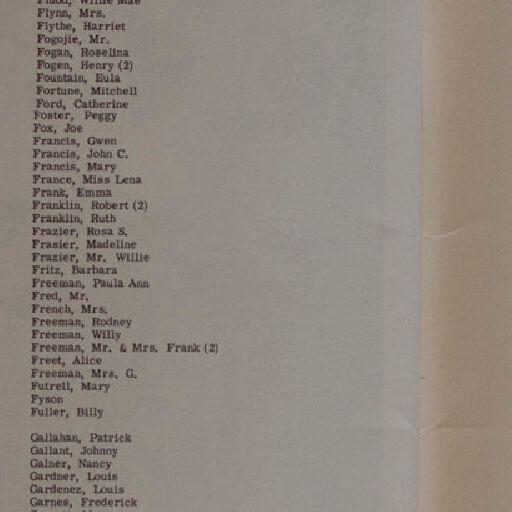 Fludd, Willie Mae
Flynn, Mrs.
Flythe, Harriet
Fogojie, Mr.
Fogan, Roselina
Fogen, Henry (2)
Fountain, Eula
Fortune, Mitchell
Ford, Catherine
Foster, Peggy
Fox, Joe
Francis, Gwen
Francis, John C.
Francis, Mary
France, Miss Lena
Frank, Emma
Franklin, Robert (2)
Franklin, Ruth
Frazier, Rosa S.
Frasier, Madeline
Frazier, Mr. Willie
Fritz, Barbara
Freeman, Paula Ann
Fred, Mr.
French, Mrs.
Freeman, Rodney
Freeman, Willy
Freeman, Mr. & Mrs. Frank (2)
Freet, Alice
Freeman, Mrs. G.
Futrell, Mary
Fyson
Fuller, Billy
Gallahan, Patrick
Gallant, Johnny
Galner, Nancy
Gardner, Louis
Gardenez, Louis
Garnes, Frederick